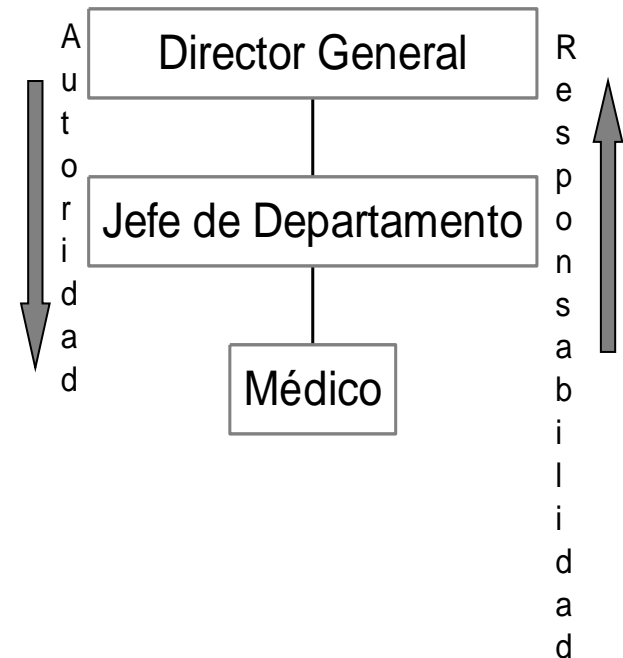 Autoridad
Director General
Jefe de Departamento
Médico
Responsabilidad